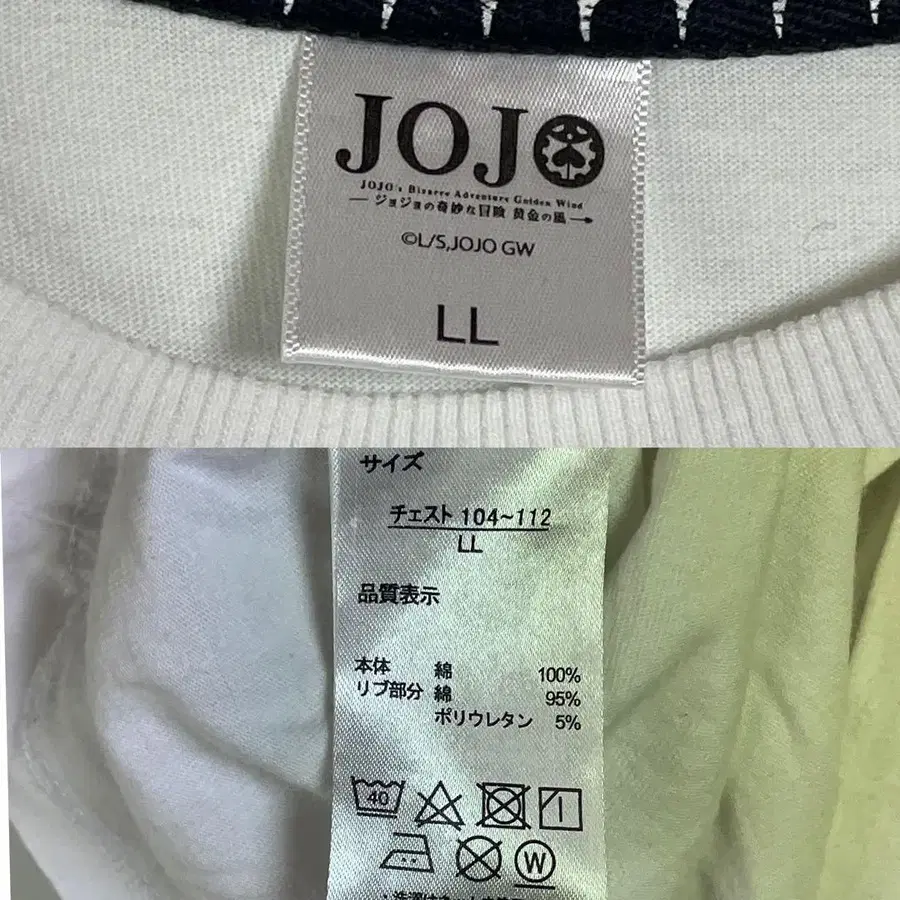 JOJO
JOJO's Bizarre Adventure Golden Wind
ジョジョの奇妙な冒険 黄金の風
©L/S,JOJO GW
LL
サイズ
チェスト 104~112
LL
品質表示
本体 綿 100%
リブ部分 綿 95%
ポリウレタン 5%
40
W